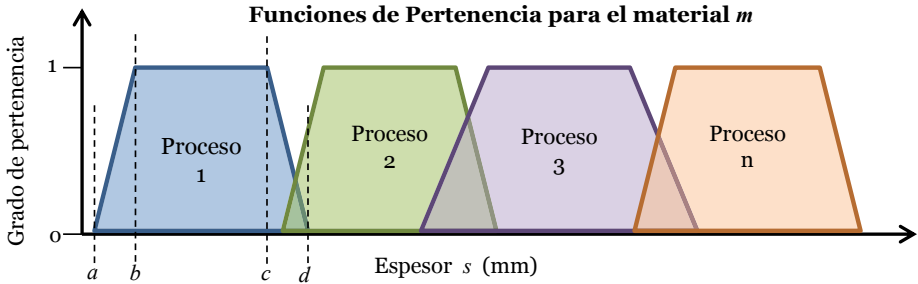 Funciones de Pertenencia para el material m
Grado de pertenencia
1
0
Proceso
1
Proceso
2
Proceso
3
Proceso
n
a
b
c
d
Espesor s (mm)